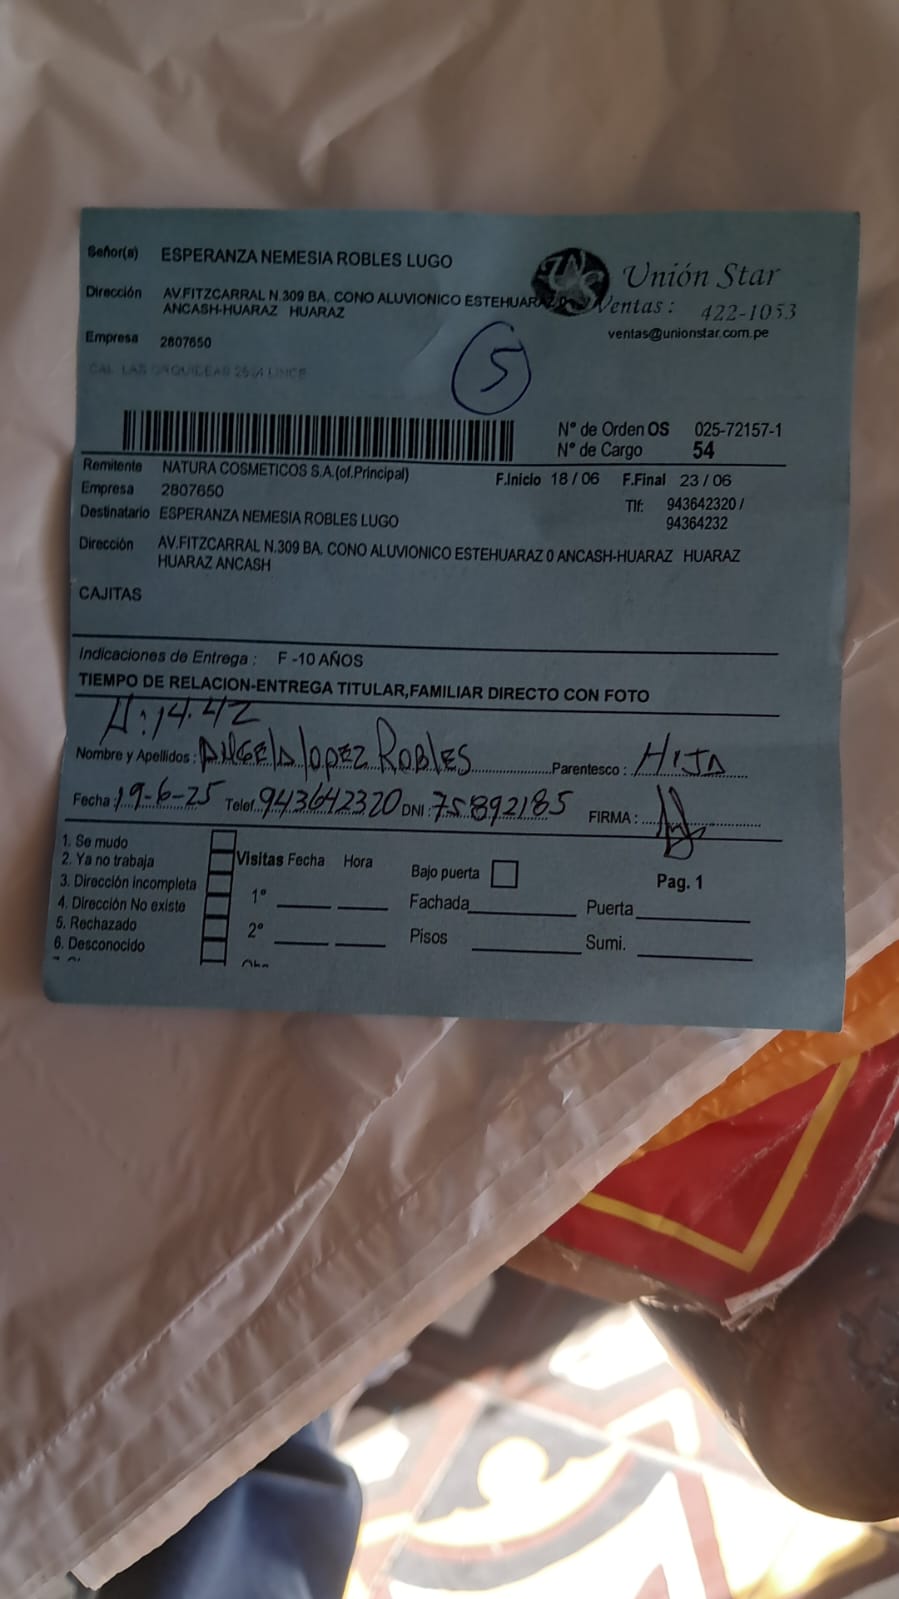 Señor(a) ESPERANZA NEMESIA ROBLES LUGO
Unión Star
Dirección AV.FITZCARRAL N.309 BA. CONO ALUVIONICO ESTEHUARAZ 0
ANCASH-HUARAZ HUARAZ
Ventas: 422-1053
ventas@unionstar.com.pe
Empresa 2807650
CAL. LAS ORQUIDEAS LINCE
5
N° de Orden OS 025-72157-1
N° de Cargo 54
Remitente NATURA COSMETICOS S.A.(of.Principal)
F.Inicio 18 / 06 F.Final 23 / 06
Empresa 2807650
Tlf: 943642320 /
94364232
Destinatario ESPERANZA NEMESIA ROBLES LUGO
Dirección AV.FITZCARRAL N.309 BA. CONO ALUVIONICO ESTEHUARAZ 0 ANCASH-HUARAZ HUARAZ
HUARAZ ANCASH
CAJITAS
Indicaciones de Entrega : F -10 AÑOS
TIEMPO DE RELACION-ENTREGA TITULAR,FAMILIAR DIRECTO CON FOTO
H: 14.42
Nombre y Apellidos : ANGELA LOPEZ ROBLES Parentesco : HIJA
Fecha : 19-6-25 Telef. 943642320 DNI : 75892185 FIRMA :
1. Se mudo
2. Ya no trabaja
3. Dirección incompleta
4. Dirección No existe
5. Rechazado
6. Desconocido
Visitas Fecha Hora
1°
2°
Bajo puerta
Pag. 1
Fachada Puerta
Pisos Sumi.